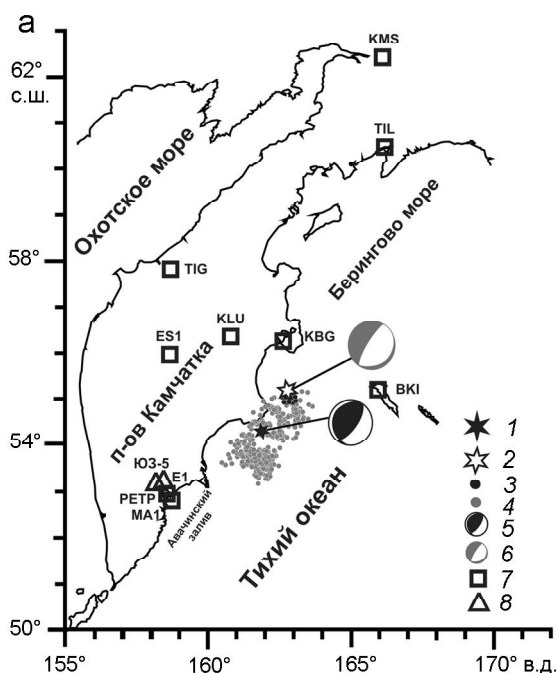 а
KMS
62°
с.ш.
TIL
Охотское море
Берингово море
58°
TIG
KLU
ES1
KBG
п-ов Камчатка
BKI
54°
ЮЗ-5
E1
PETP
MA1
Авачинский
залив
Тихий океан
1
2
3
4
5
6
7
8
50°
155°
160°
165°
170° в.д.